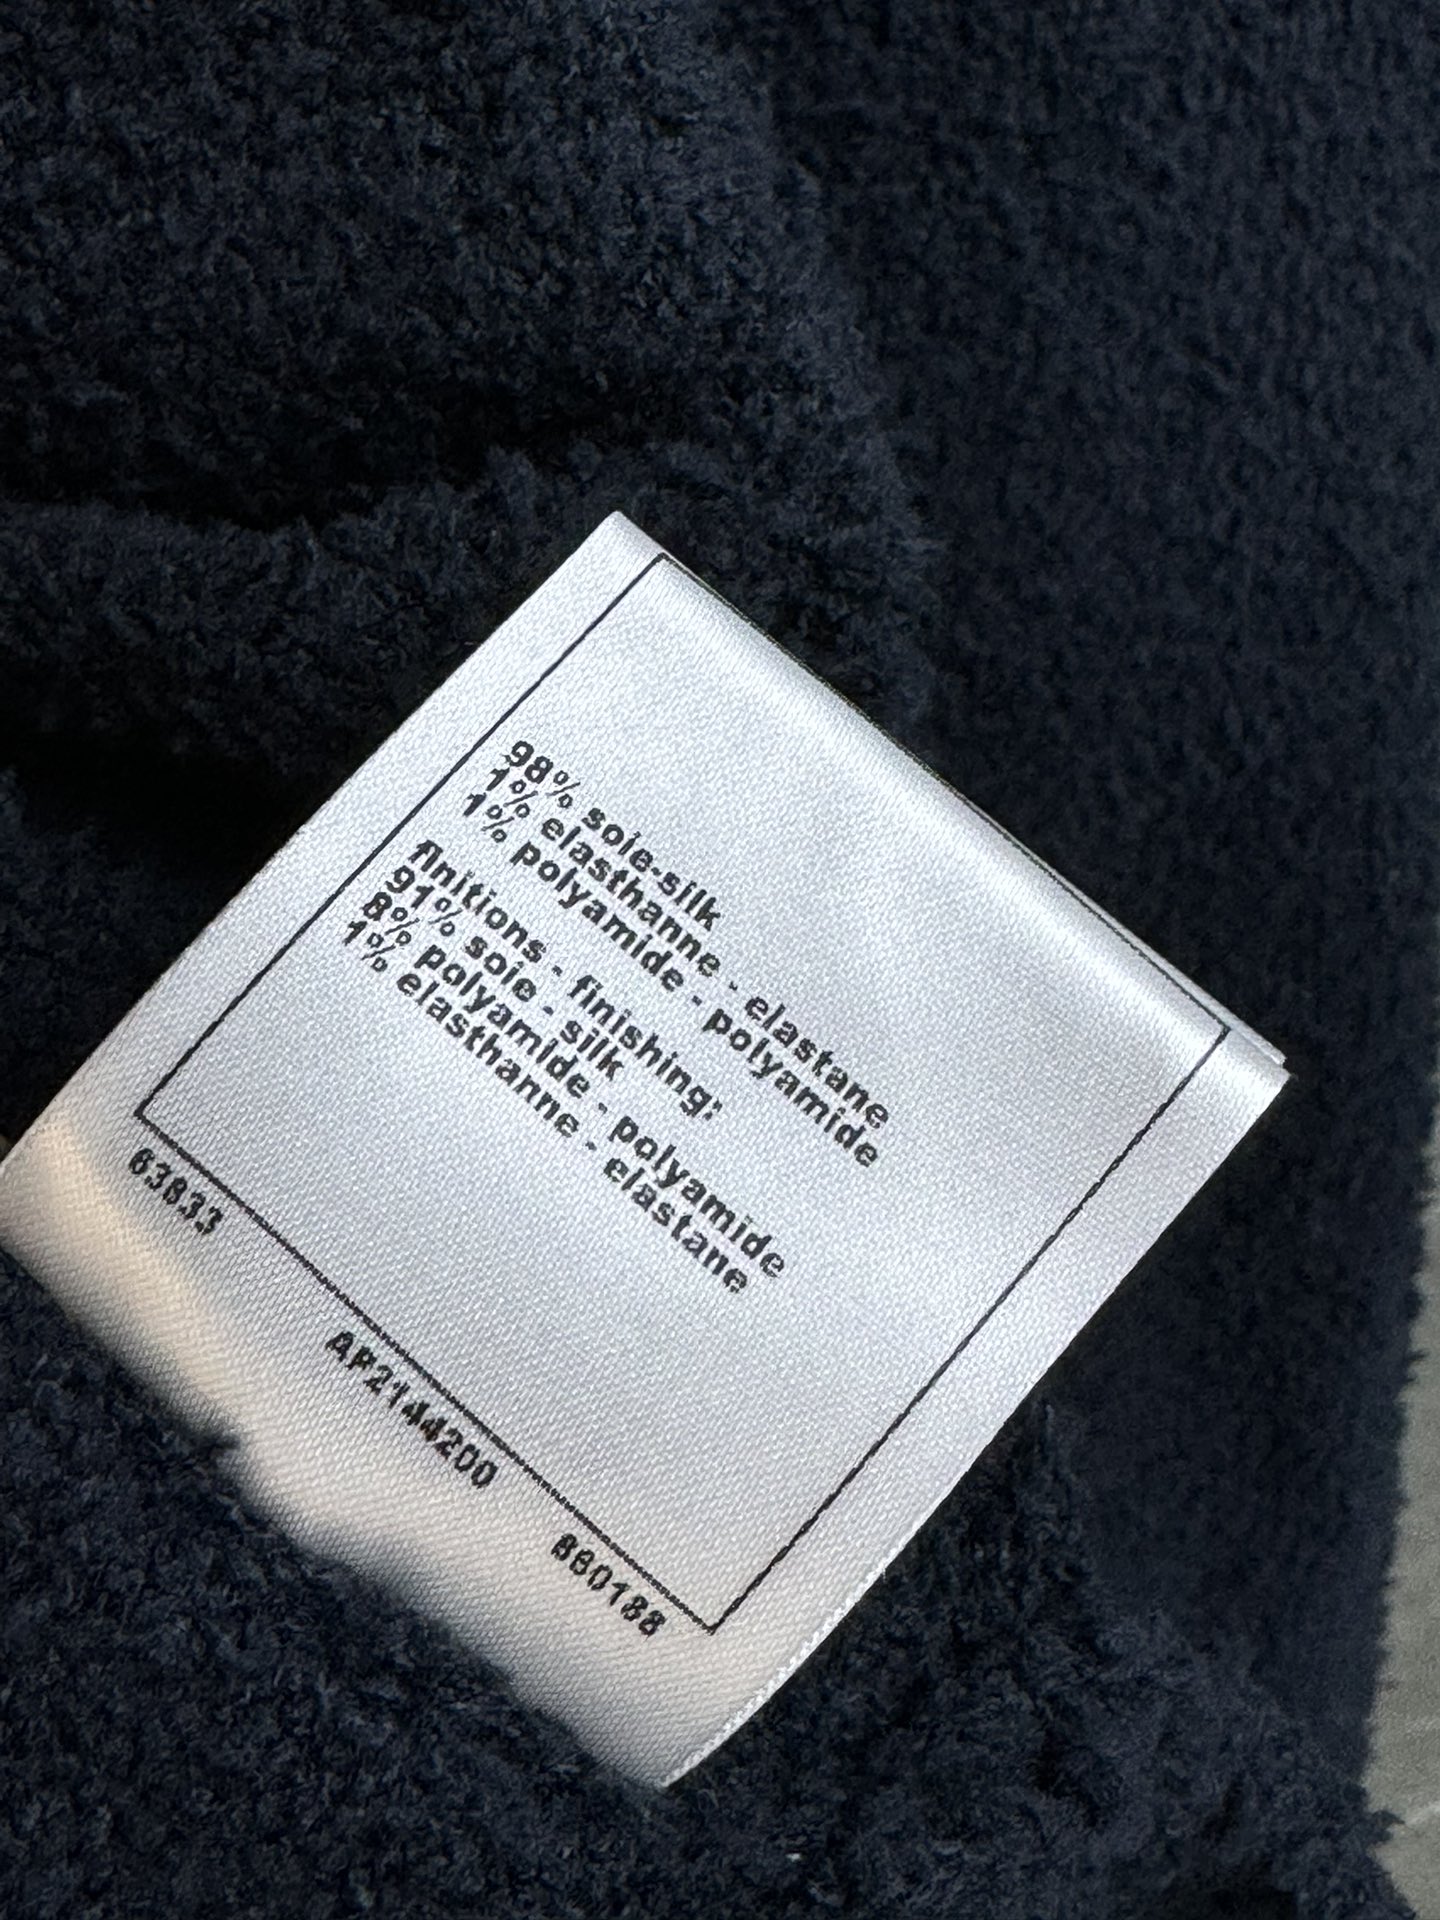 98% soie-silk
1% elasthanne - elastane
1% polyamide - polyamide
finitions - finishing:
91% soie - silk
8% polyamide - polyamide
1% elasthanne - elastane
63833
AP2144200
880188